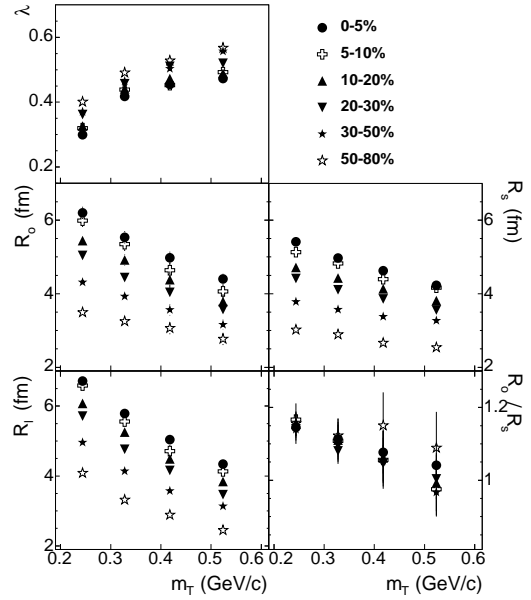 λ
0.6
0.4
0.2
0-5%
5-10%
10-20%
20-30%
30-50%
50-80%
R_o (fm)
6
4
2
R_s (fm)
6
4
2
R_l (fm)
6
4
2
R_o / R_s
1.2
1
0.2 0.3 0.4 0.5 0.6
0.2 0.3 0.4 0.5 0.6
m_T (GeV/c)
m_T (GeV/c)